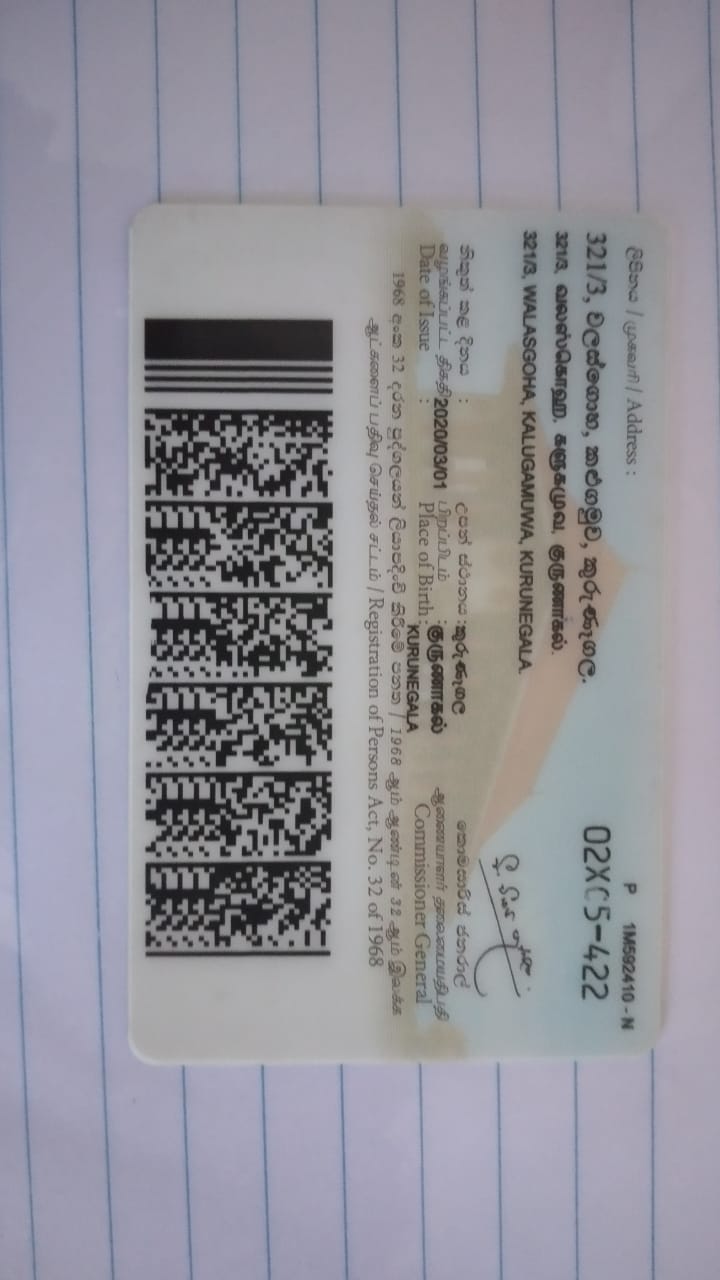 ලිපිනය / முகவரி / Address :
P 1M592410 - N
321/3, වලස්ගොහ, කළුගමුව, කුරුණෑගල.
02XC5-422
321/3, வலஸ்கொஹ, களுகமுவ, குருணாகல்.
321/3, WALASGOHA, KALUGAMUWA, KURUNEGALA.
නිකුත් කළ දිනය :
வழங்கப்பட்ட திகதி
Date of Issue :
2020/03/01
උපන් ස්ථානය : කුරුණෑගල
பிறப்பிடம் : குருணாகல்
Place of Birth : KURUNEGALA
කොමසාරිස් ජනරාල්
ஆணையாளர் தலைமையதிபதி
Commissioner General
1968 අංක 32 දරන පුද්ගලයන් ලියාපදිංචි කිරීමේ පනත / 1968 ஆம் ஆண்டின் 32 ஆம் இலக்க
ஆட்களைப் பதிவு செய்தல் சட்டம் / Registration of Persons Act, No. 32 of 1968